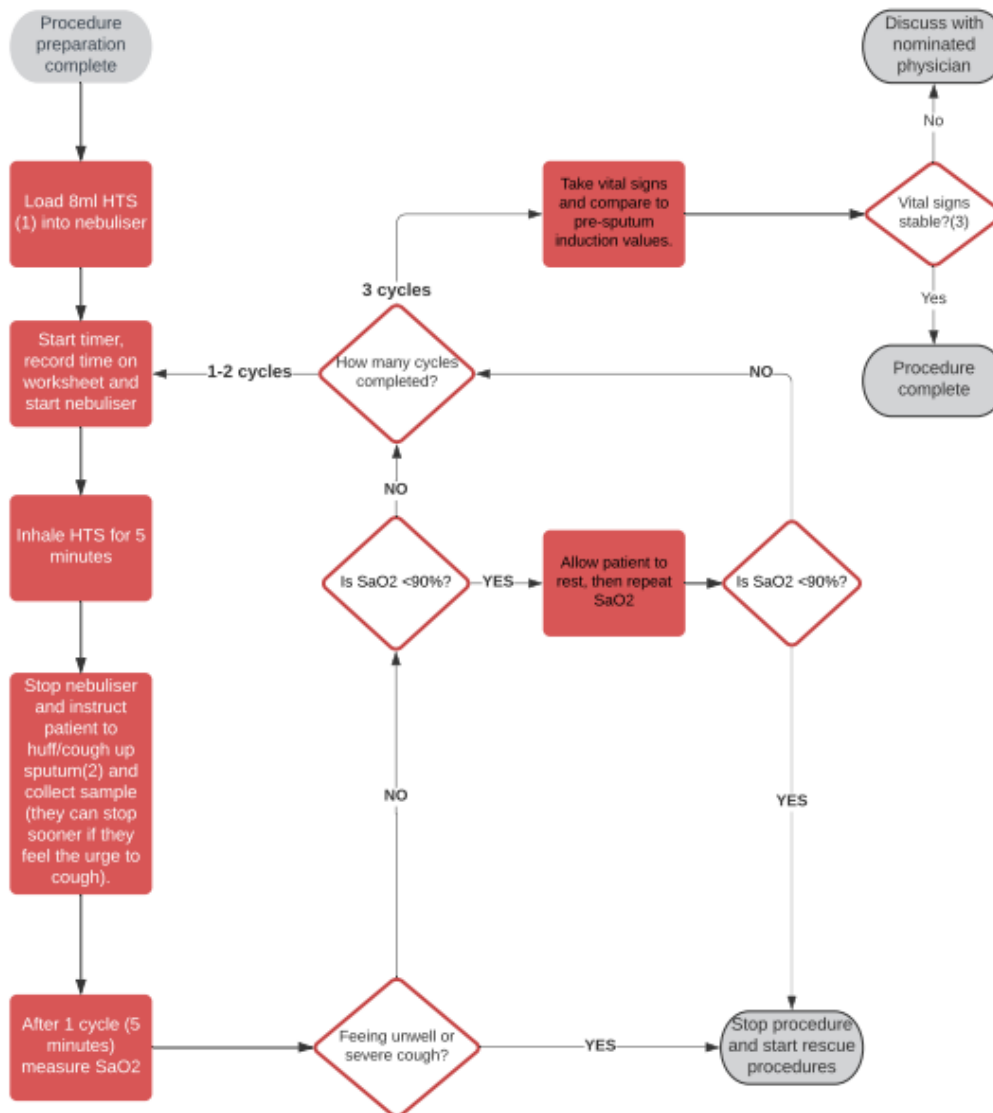 Procedure
preparation
complete
Discuss with
nominated
physician
No
Load 8ml HTS
(1) into nebuliser
Take vital signs
and compare to
pre-sputum
induction values.
Vital signs
stable?(3)
3 cycles
Yes
Start timer,
record time on
worksheet and
start nebuliser
1-2 cycles
How many cycles
completed?
NO
Procedure
complete
NO
Inhale HTS for 5
minutes
Is SaO2 <90%?
YES
Allow patient to
rest, then repeat
SaO2
Is SaO2 <90%?
Stop nebuliser
and instruct
patient to
huff/cough up
sputum(2) and
collect sample
(they can stop
sooner if they
feel the urge to
cough).
NO
YES
After 1 cycle (5
minutes)
measure SaO2
Feeing unwell or
severe cough?
YES
Stop procedure
and start rescue
procedures